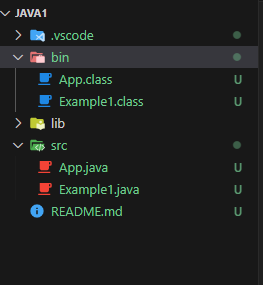 JAVA1
.vscode
bin
App.class U
Example1.class U
lib
src
App.java U
Example1.java U
README.md U